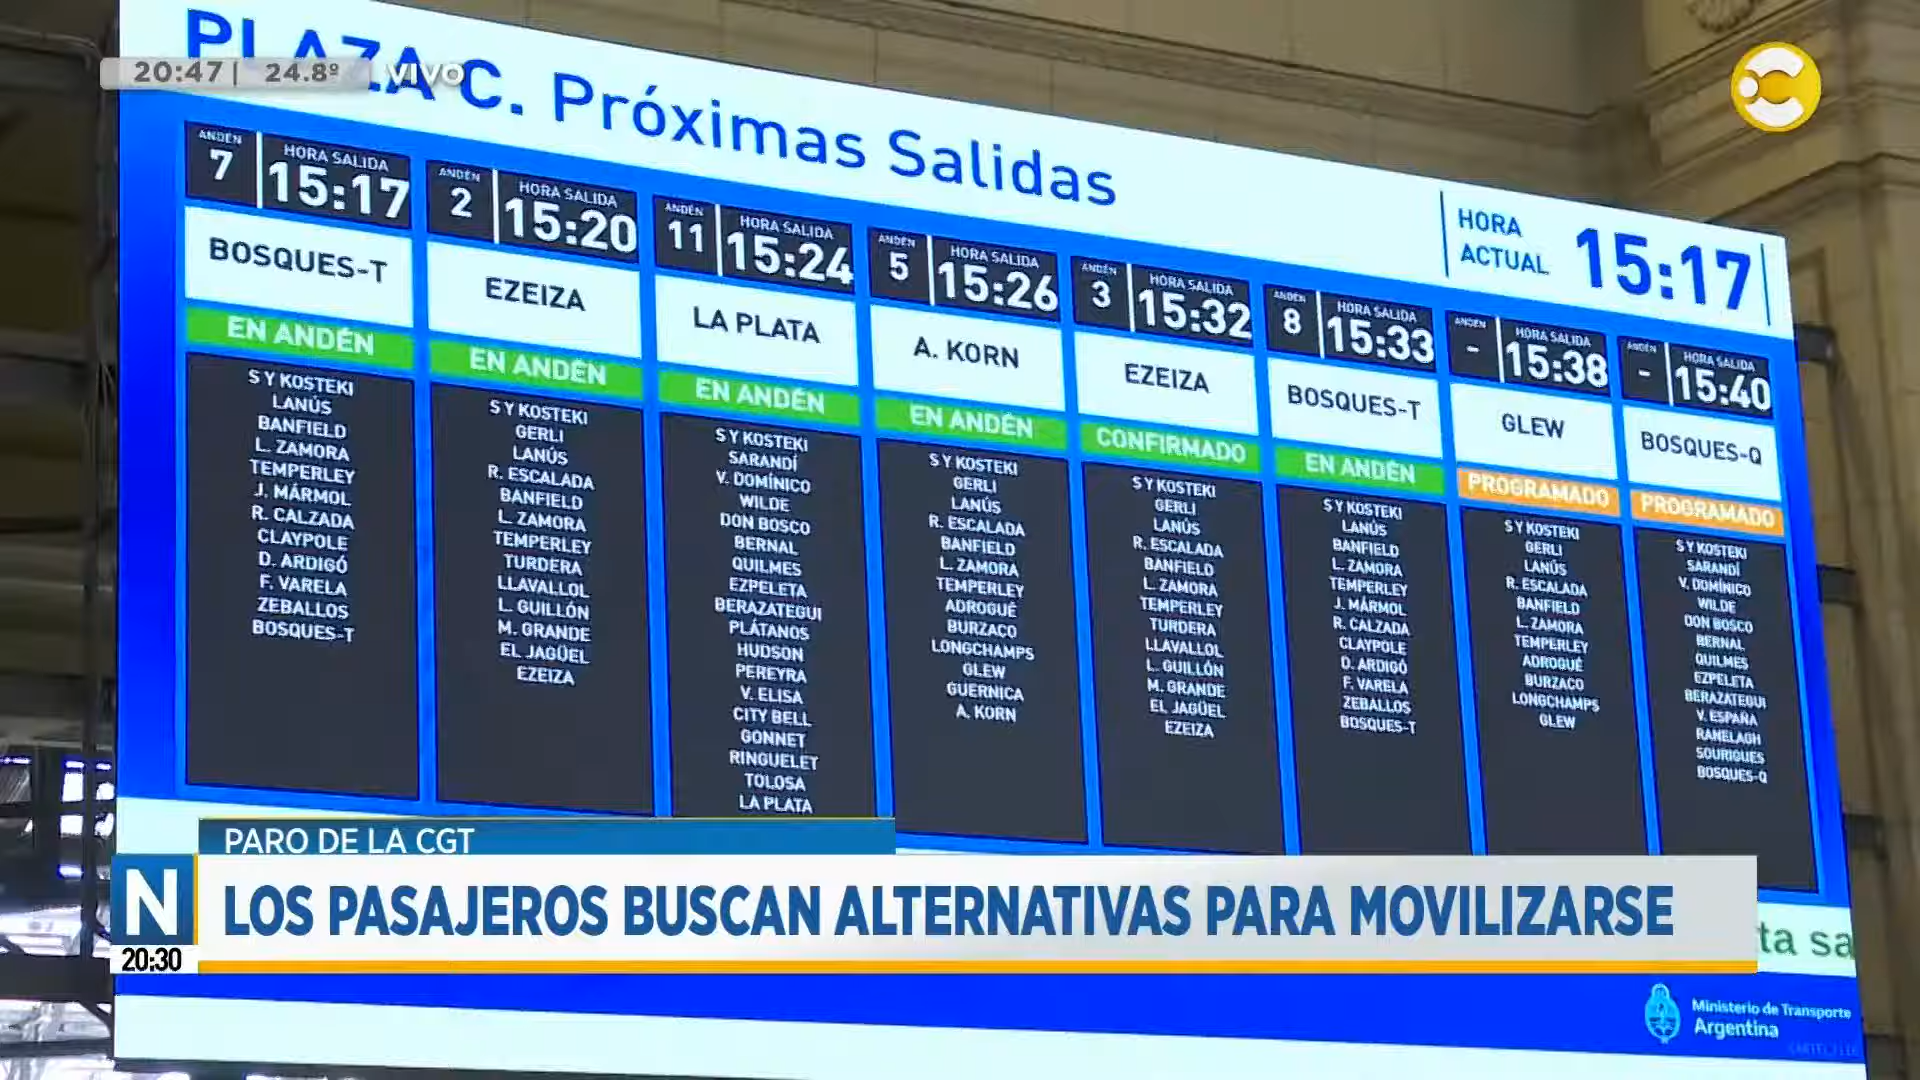 PLAZA C. Próximas Salidas
20:47 | 24.8º VIVO
HORA ACTUAL 15:17
ANDÉN 7 HORA SALIDA 15:17
BOSQUES-T
EN ANDÉN
S Y KOSTEKI
LANÚS
BANFIELD
L. ZAMORA
TEMPERLEY
J. MÁRMOL
R. CALZADA
CLAYPOLE
D. ARDIGÓ
F. VARELA
ZEBALLOS
BOSQUES-T
ANDÉN 2 HORA SALIDA 15:20
EZEIZA
EN ANDÉN
S Y KOSTEKI
GERLI
LANÚS
R. ESCALADA
BANFIELD
L. ZAMORA
TEMPERLEY
TURDERA
LLAVALLOL
L. GUILLÓN
M. GRANDE
EL JAGÜEL
EZEIZA
ANDÉN 11 HORA SALIDA 15:24
LA PLATA
EN ANDÉN
S Y KOSTEKI
SARANDÍ
V. DOMÍNICO
WILDE
DON BOSCO
BERNAL
QUILMES
EZPELETA
BERAZATEGUI
PLÁTANOS
HUDSON
PEREYRA
V. ELISA
CITY BELL
GONNET
RINGUELET
TOLOSA
LA PLATA
ANDÉN 5 HORA SALIDA 15:26
A. KORN
EN ANDÉN
S Y KOSTEKI
GERLI
LANÚS
R. ESCALADA
BANFIELD
L. ZAMORA
TEMPERLEY
ADROGUÉ
BURZACO
LONGCHAMPS
GLEW
GUERNICA
A. KORN
ANDÉN 3 HORA SALIDA 15:32
EZEIZA
CONFIRMADO
S Y KOSTEKI
GERLI
LANÚS
R. ESCALADA
BANFIELD
L. ZAMORA
TEMPERLEY
TURDERA
LLAVALLOL
L. GUILLÓN
M. GRANDE
EL JAGÜEL
EZEIZA
ANDÉN 8 HORA SALIDA 15:33
BOSQUES-T
EN ANDÉN
S Y KOSTEKI
LANÚS
BANFIELD
L. ZAMORA
TEMPERLEY
J. MÁRMOL
R. CALZADA
CLAYPOLE
D. ARDIGÓ
F. VARELA
ZEBALLOS
BOSQUES-T
ANDÉN - HORA SALIDA 15:38
GLEW
PROGRAMADO
S Y KOSTEKI
GERLI
LANÚS
R. ESCALADA
BANFIELD
L. ZAMORA
TEMPERLEY
ADROGUÉ
BURZACO
LONGCHAMPS
GLEW
ANDÉN - HORA SALIDA 15:40
BOSQUES-Q
PROGRAMADO
S Y KOSTEKI
SARANDÍ
V. DOMÍNICO
WILDE
DON BOSCO
BERNAL
QUILMES
EZPELETA
BERAZATEGUI
V. ESPAÑA
RANELAGH
SOURIGUES
BOSQUES-Q
PARO DE LA CGT
N
LOS PASAJEROS BUSCAN ALTERNATIVAS PARA MOVILIZARSE
20:30
ta sa
Ministerio de Transporte
Argentina